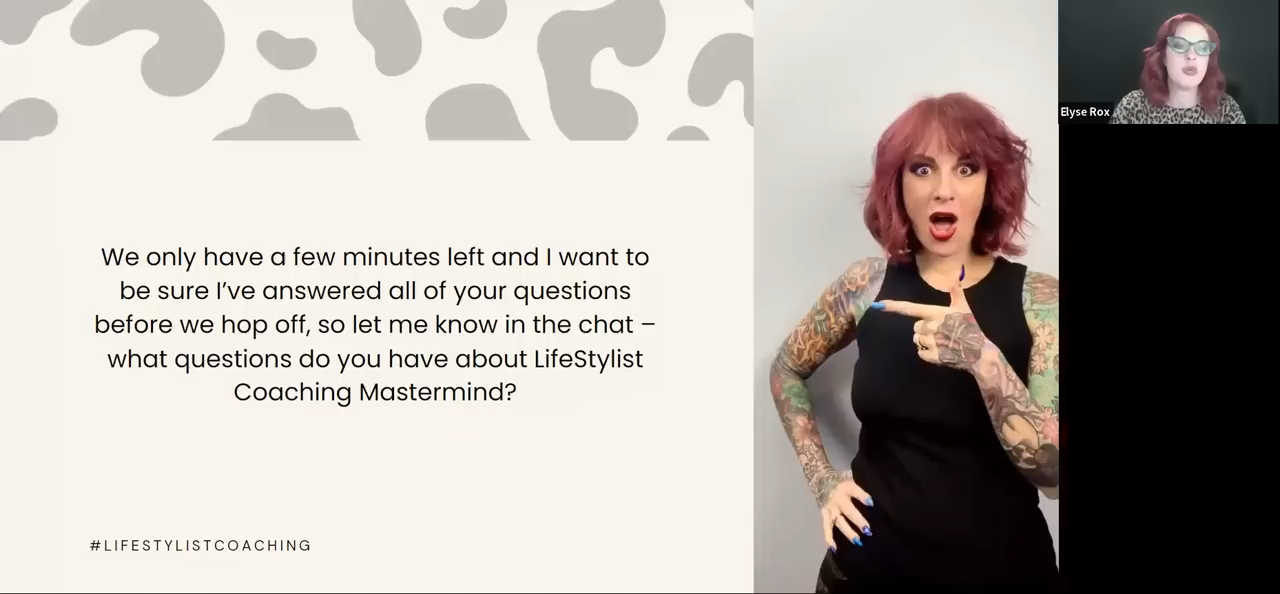 We only have a few minutes left and I want to
be sure I’ve answered all of your questions
before we hop off, so let me know in the chat –
what questions do you have about LifeStylist
Coaching Mastermind?
#LIFESTYLISTCOACHING
Elyse Rox